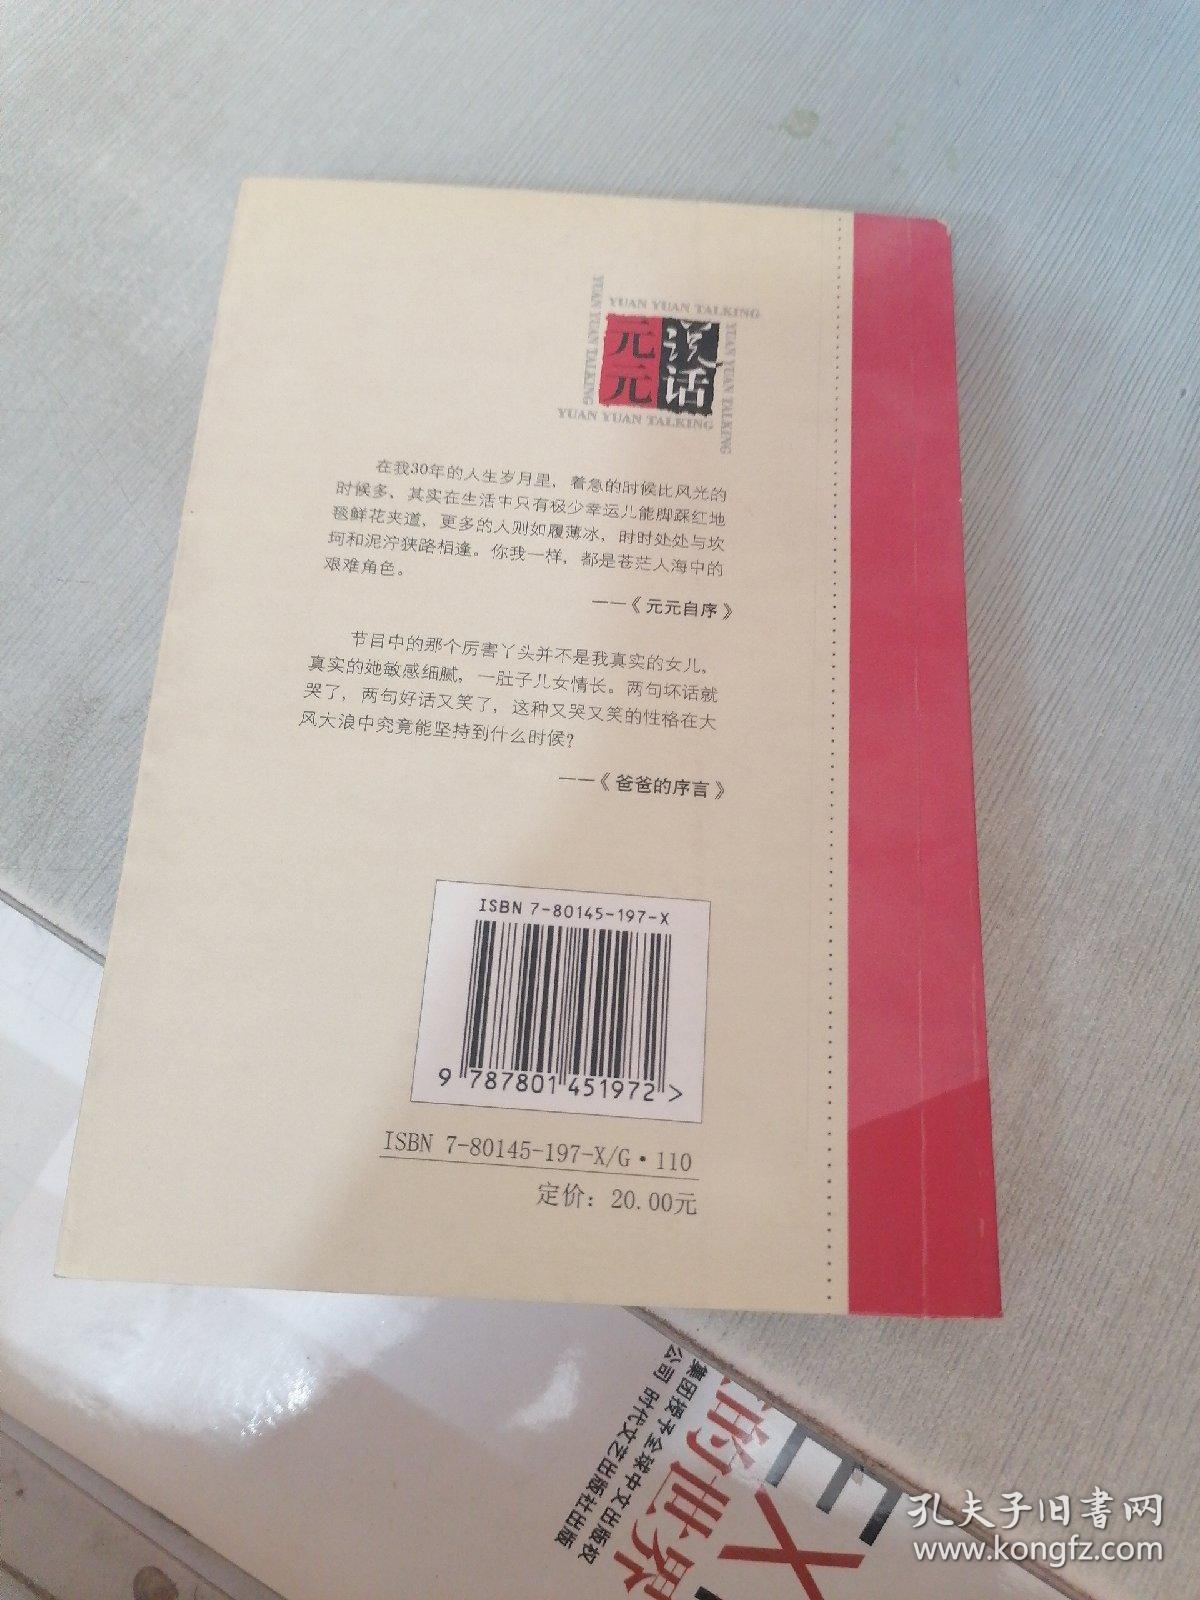 YUAN YUAN TALKING
YUAN YUAN TALKING
元元
说话
YUAN YUAN TALKING
YUAN YUAN TALKING
在我30年的人生岁月里，着急的时候比风光的
时候多，其实在生活中只有极少幸运儿能脚踩红地
毯鲜花夹道，更多的人则如履薄冰，时时处处与坎
坷和泥泞狭路相逢。你我一样，都是苍茫人海中的
艰难角色。
——《元元自序》
节目中的那个厉害丫头并不是我真实的女儿。
真实的她敏感细腻，一肚子儿女情长。两句坏话就
哭了，两句好话又笑了，这种又哭又笑的性格在大
风大浪中究竟能坚持到什么时候？
——《爸爸的序言》
ISBN 7-80145-197-X
9 787801 451972 >
ISBN 7-80145-197-X/G·110
定价：20.00元
集团授予全球中文出版权
公司 时代文艺出版社出版
的世界
EX
孔夫子旧书网
www.kongfz.com